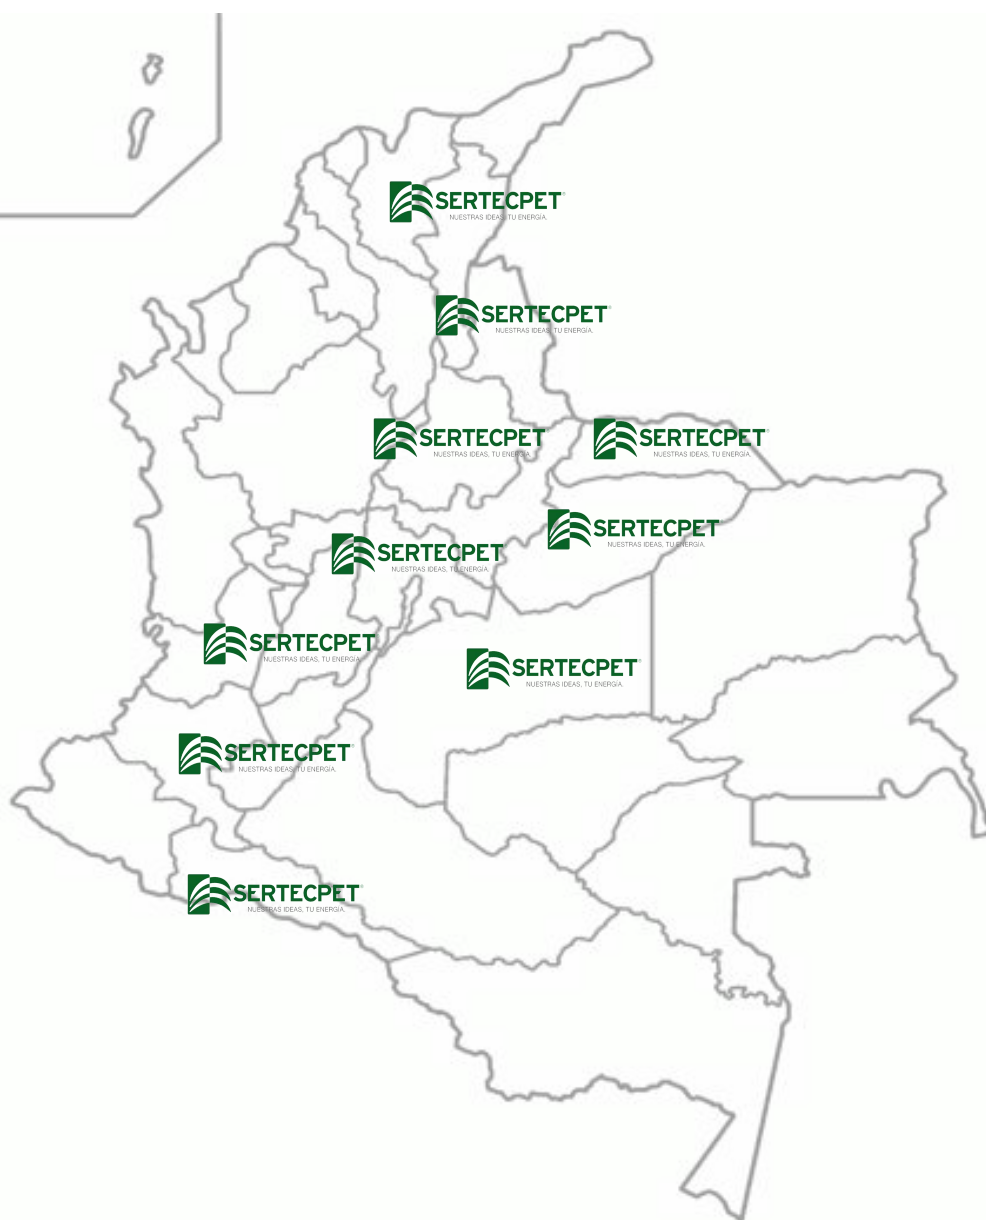 SERTECPET®
NUESTRAS IDEAS, TU ENERGÍA.
SERTECPET®
NUESTRAS IDEAS, TU ENERGÍA.
SERTECPET®
NUESTRAS IDEAS, TU ENERGÍA.
SERTECPET®
NUESTRAS IDEAS, TU ENERGÍA.
SERTECPET®
NUESTRAS IDEAS, TU ENERGÍA.
SERTECPET®
NUESTRAS IDEAS, TU ENERGÍA.
SERTECPET®
NUESTRAS IDEAS, TU ENERGÍA.
SERTECPET®
NUESTRAS IDEAS, TU ENERGÍA.
SERTECPET®
NUESTRAS IDEAS, TU ENERGÍA.
SERTECPET®
NUESTRAS IDEAS, TU ENERGÍA.